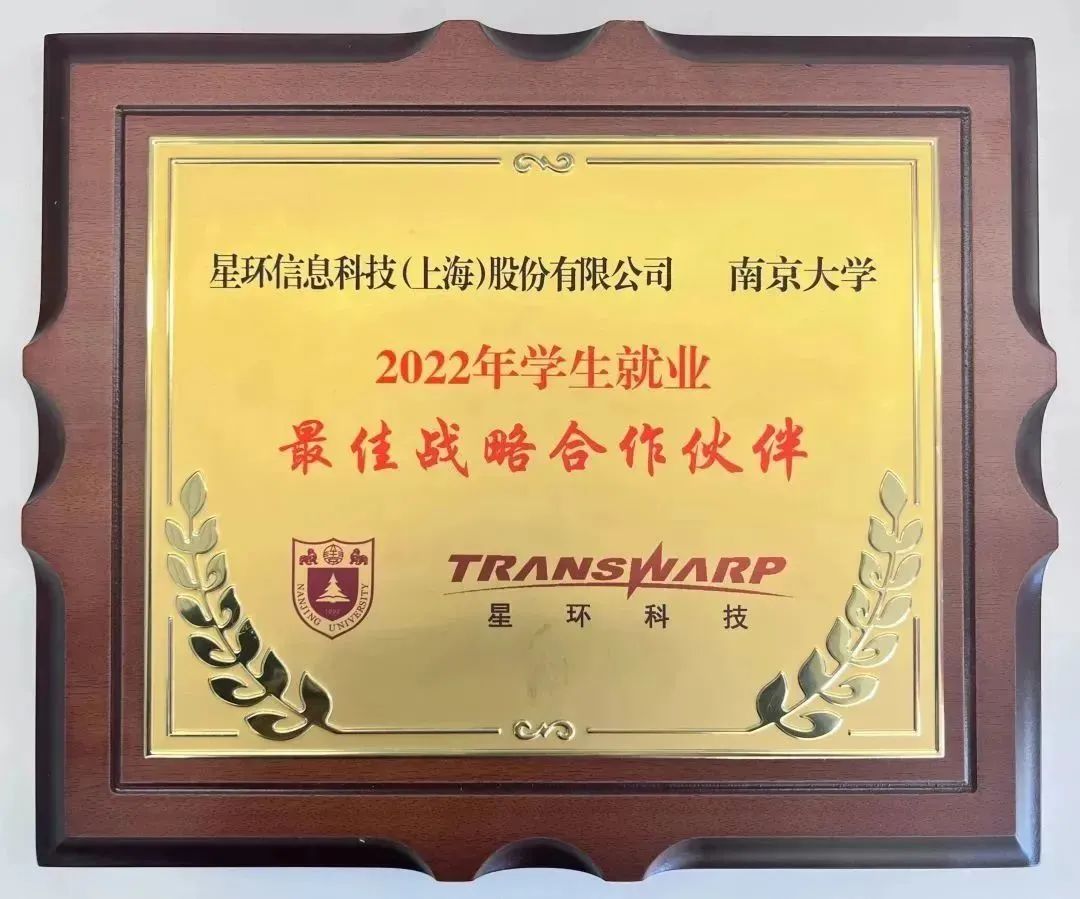 星环信息科技(上海)股份有限公司 南京大学
2022年学生就业
最佳战略合作伙伴
NANJING UNIVERSITY
1902
TRANSWARP
星环科技